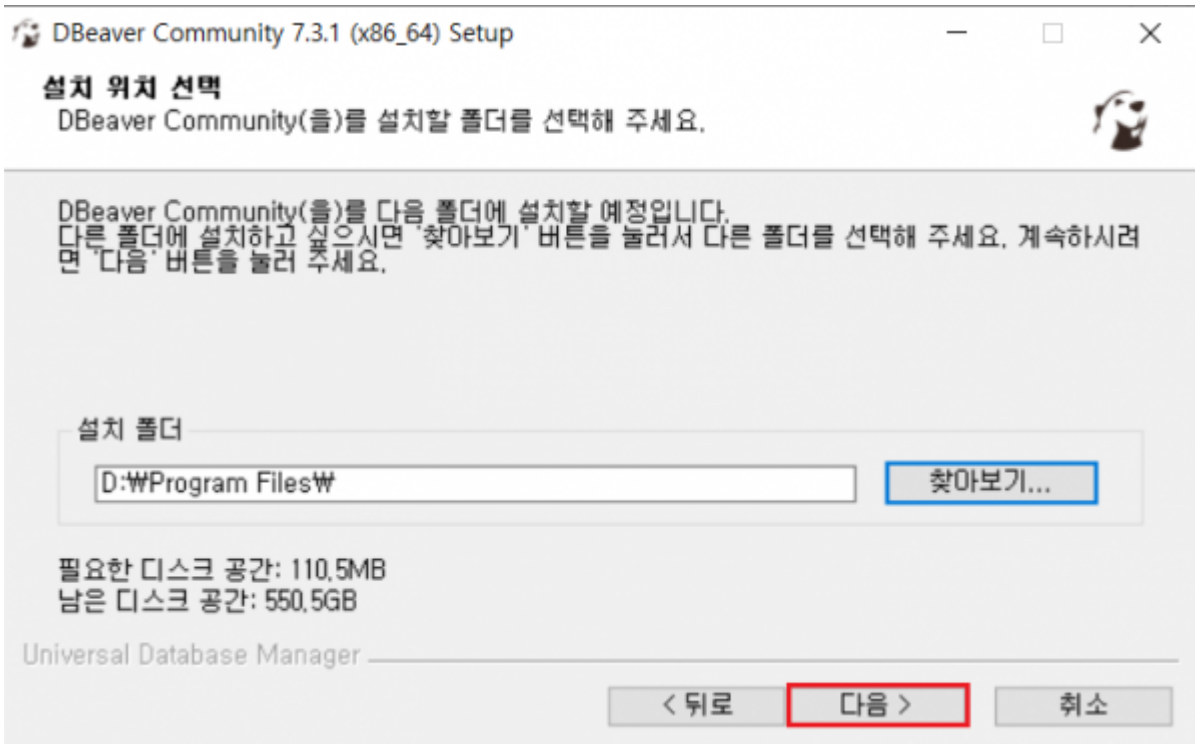 DBeaver Community 7.3.1 (x86_64) Setup
설치 위치 선택
DBeaver Community(을)를 설치할 폴더를 선택해 주세요.
DBeaver Community(을)를 다음 폴더에 설치할 예정입니다.
다른 폴더에 설치하고 싶으시면 '찾아보기' 버튼을 눌러서 다른 폴더를 선택해 주세요. 계속하시려
면 '다음' 버튼을 눌러 주세요.
설치 폴더
D:₩Program Files₩
찾아보기...
필요한 디스크 공간: 110.5MB
남은 디스크 공간: 550.5GB
Universal Database Manager
< 뒤로
다음 >
취소